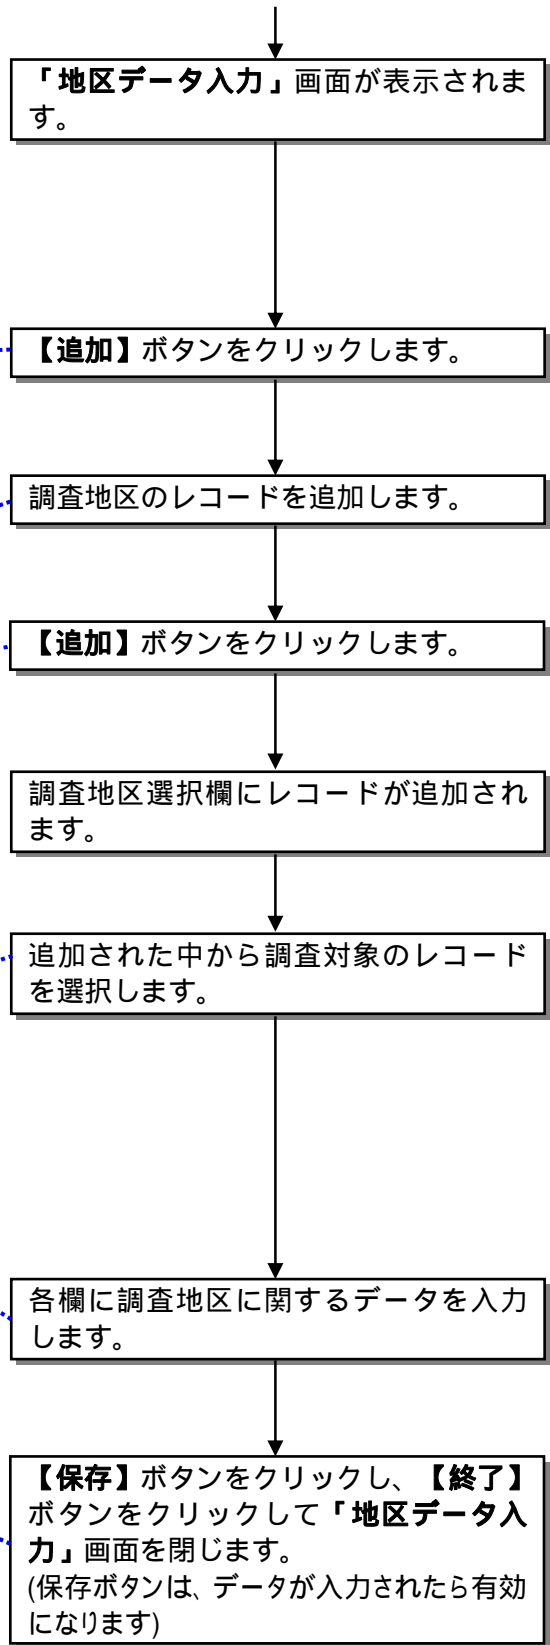 「地区データ入力」画面が表示されま
す。
【追加】ボタンをクリックします。
調査地区のレコードを追加します。
【追加】ボタンをクリックします。
調査地区選択欄にレコードが追加され
ます。
追加された中から調査対象のレコード
を選択します。
各欄に調査地区に関するデータを入力
します。
【保存】ボタンをクリックし、【終了】
ボタンをクリックして「地区データ入
力」画面を閉じます。
(保存ボタンは、データが入力されたら有効
になります)